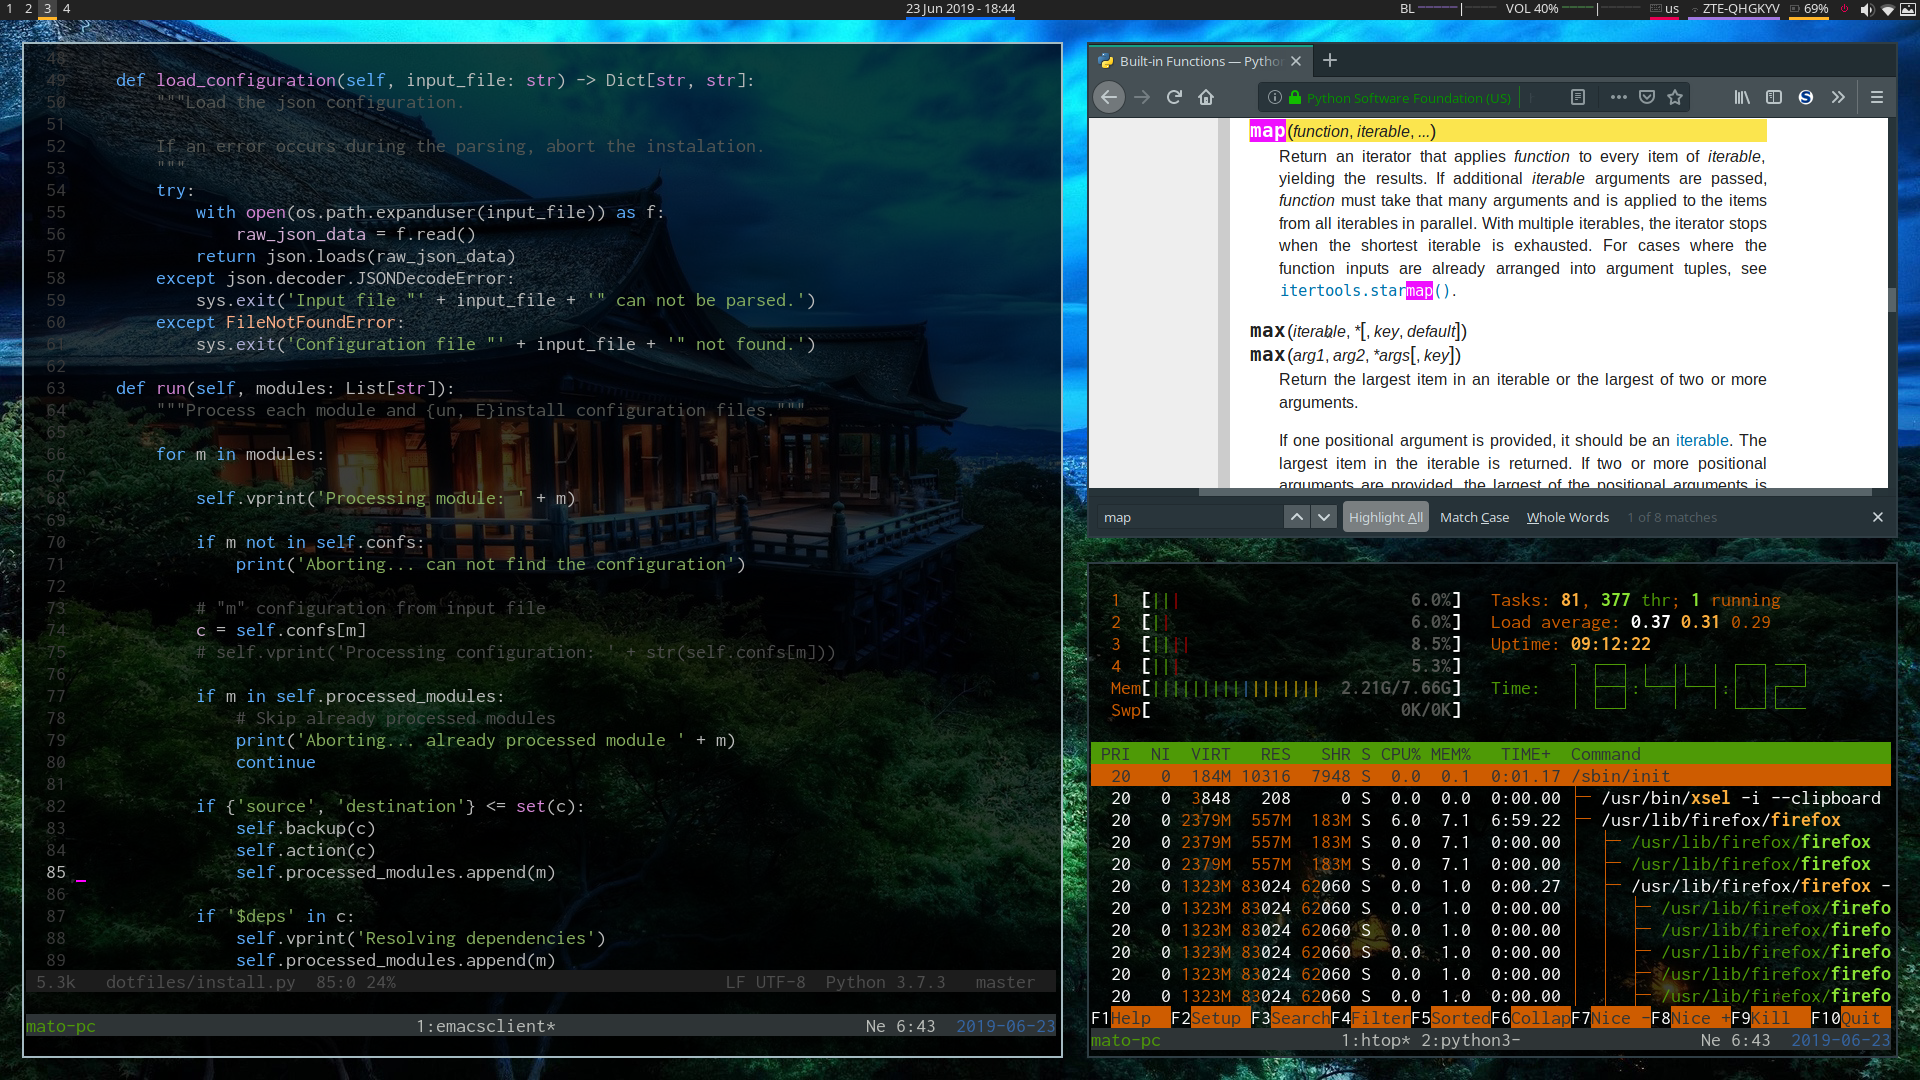 1 2 3 4
23 Jun 2019 - 18:44
BL VOL 40% us ZTE-QHGKYV 69%
48
49 def load_configuration(self, input_file: str) -> Dict[str, str]:
50 """Load the json configuration.
51
52 If an error occurs during the parsing, abort the instalation.
53 """
54 try:
55 with open(os.path.expanduser(input_file)) as f:
56 raw_json_data = f.read()
57 return json.loads(raw_json_data)
58 except json.decoder.JSONDecodeError:
59 sys.exit('Input file "' + input_file + '" can not be parsed.')
60 except FileNotFoundError:
61 sys.exit('Configuration file "' + input_file + '" not found.')
62
63 def run(self, modules: List[str]):
64 """Process each module and {un, E}install configuration files."""
65
66 for m in modules:
67
68 self.vprint('Processing module: ' + m)
69
70 if m not in self.confs:
71 print('Aborting... can not find the configuration')
72
73 # "m" configuration from input file
74 c = self.confs[m]
75 # self.vprint('Processing configuration: ' + str(self.confs[m]))
76
77 if m in self.processed_modules:
78 # Skip already processed modules
79 print('Aborting... already processed module ' + m)
80 continue
81
82 if {'source', 'destination'} <= set(c):
83 self.backup(c)
84 self.action(c)
85 self.processed_modules.append(m)
86
87 if '$deps' in c:
88 self.vprint('Resolving dependencies')
89 self.processed_modules.append(m)
5.3k dotfiles/install.py 85:0 24% LF UTF-8 Python 3.7.3 master
mato-pc 1:emacsclient* Ne 6:43 2019-06-23
Built-in Functions — Pytho
Python Software Foundation (US)
map(function, iterable, ...)
Return an iterator that applies function to every item of iterable,
yielding the results. If additional iterable arguments are passed,
function must take that many arguments and is applied to the items
from all iterables in parallel. With multiple iterables, the iterator stops
when the shortest iterable is exhausted. For cases where the
function inputs are already arranged into argument tuples, see
itertools.starmap().
max(iterable, *[, key, default])
max(arg1, arg2, *args[, key])
Return the largest item in an iterable or the largest of two or more
arguments.
If one positional argument is provided, it should be an iterable. The
largest item in the iterable is returned. If two or more positional
arguments are provided, the largest of the positional arguments is
map Highlight All Match Case Whole Words 1 of 8 matches
1 [||| 6.0%] Tasks: 81, 377 thr; 1 running
2 [|| 6.0%] Load average: 0.37 0.31 0.29
3 [|||| 8.5%] Uptime: 09:12:22
4 [||| 5.3%]
Mem[||||||||||||||||| 2.21G/7.66G] Time: 18:44:02
Swp[ 0K/0K]
PRI NI VIRT RES SHR S CPU% MEM% TIME+ Command
20 0 184M 10316 7948 S 0.0 0.1 0:01.17 /sbin/init
20 0 3848 208 0 S 0.0 0.0 0:00.00 /usr/bin/xsel -i --clipboard
20 0 2379M 557M 183M S 6.0 7.1 6:59.22 /usr/lib/firefox/firefox
20 0 2379M 557M 183M S 0.0 7.1 0:00.00 /usr/lib/firefox/firefox
20 0 2379M 557M 183M S 0.0 7.1 0:00.00 /usr/lib/firefox/firefox
20 0 1323M 83024 62060 S 0.0 1.0 0:00.27 /usr/lib/firefox/firefox -
20 0 1323M 83024 62060 S 0.0 1.0 0:00.00 /usr/lib/firefox/firefo
20 0 1323M 83024 62060 S 0.0 1.0 0:00.00 /usr/lib/firefox/firefo
20 0 1323M 83024 62060 S 0.0 1.0 0:00.00 /usr/lib/firefox/firefo
20 0 1323M 83024 62060 S 0.0 1.0 0:00.00 /usr/lib/firefox/firefo
20 0 1323M 83024 62060 S 0.0 1.0 0:00.00 /usr/lib/firefox/firefo
F1Help F2Setup F3SearchF4FilterF5SortedF6CollapF7Nice -F8Nice +F9Kill F10Quit
mato-pc 1:htop* 2:python3- Ne 6:43 2019-06-23